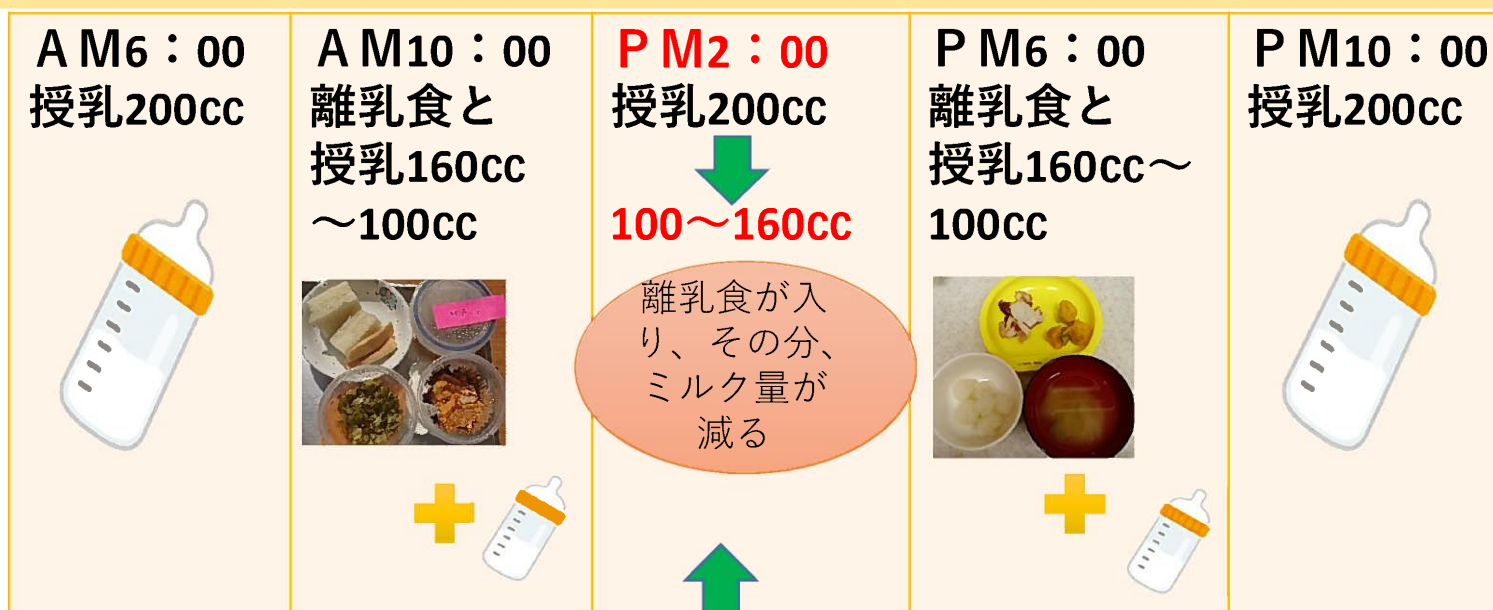 ＡＭ6：00
授乳200cc
ＡＭ10：00
離乳食と
授乳160cc
～100cc
ＰＭ2：00
授乳200cc
100～160cc
離乳食が入
り、その分、
ミルク量が
減る
ＰＭ6：00
離乳食と
授乳160cc～
100cc
ＰＭ10：00
授乳200cc